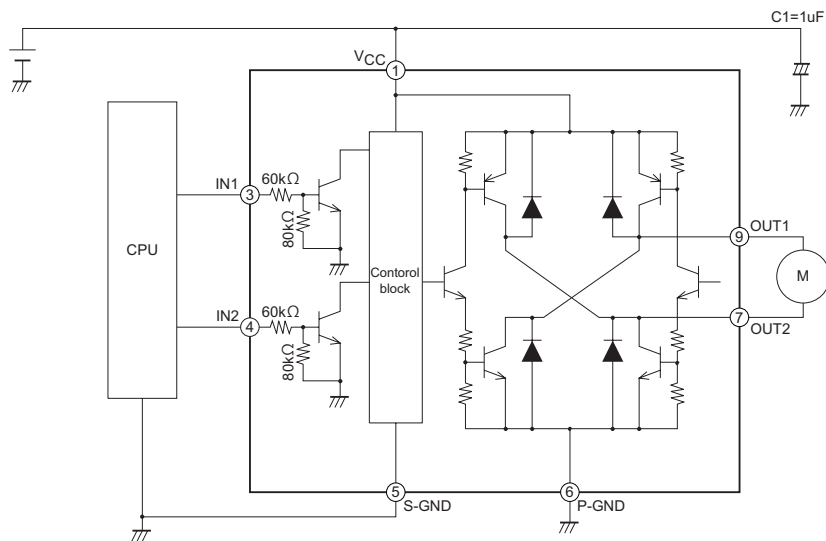 C1=1uF
VCC
1
IN1
3
60kΩ
80kΩ
CPU
Contorol
block
9
OUT1
M
IN2
4
60kΩ
80kΩ
7
OUT2
5
S-GND
6
P-GND